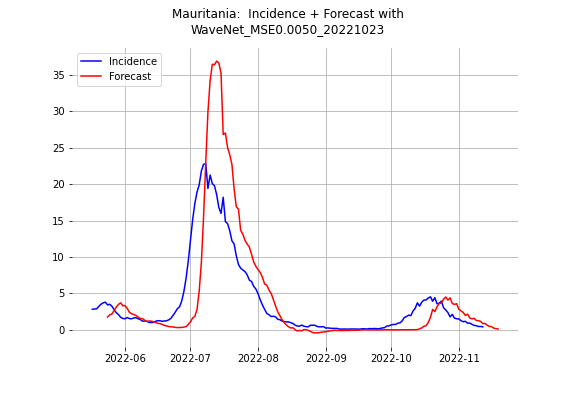 Mauritania:  Incidence + Forecast with
WaveNet_MSE0.0050_20221023
Incidence
Forecast
35
30
25
20
15
10
5
0
2022-06 2022-07 2022-08 2022-09 2022-10 2022-11